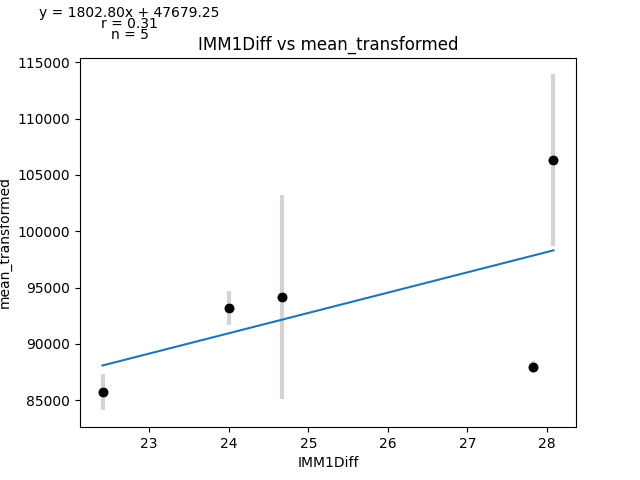 y = 1802.80x + 47679.25
r = 0.31
n = 5
IMM1Diff vs mean_transformed
115000
110000
105000
100000
95000
90000
85000
mean_transformed
23 24 25 26 27 28
IMM1Diff